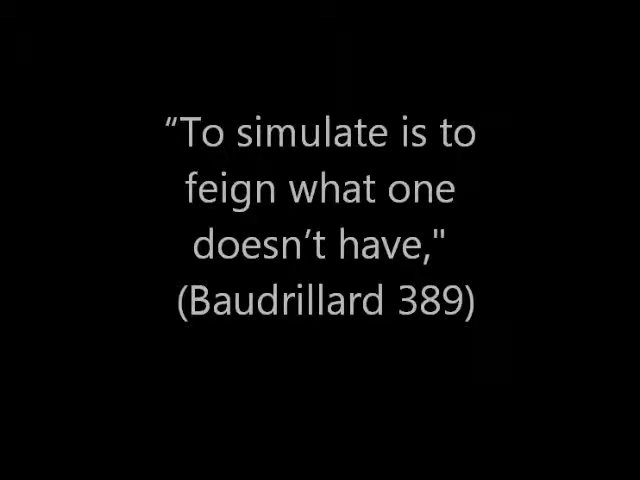 “To simulate is to
feign what one
doesn’t have,"
(Baudrillard 389)